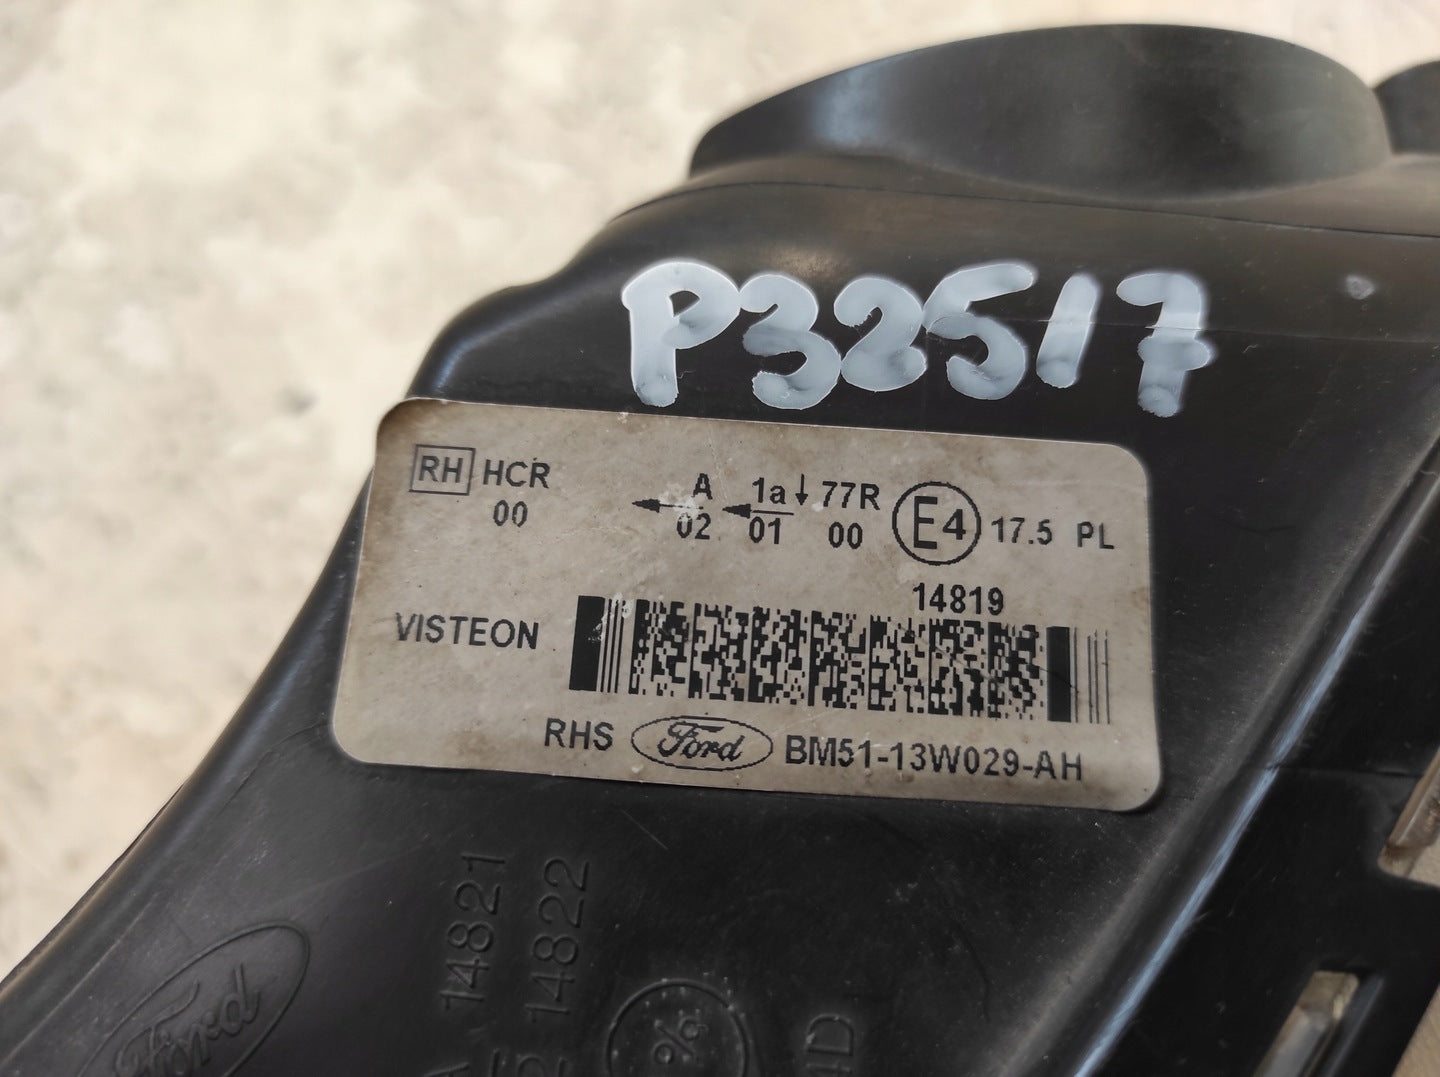 P32517
RH HCR A 1a 77R E4 17.5 PL
00 02 01 00
14819
VISTEON
RHS Ford BM51-13W029-AH
14821
14822
Ford